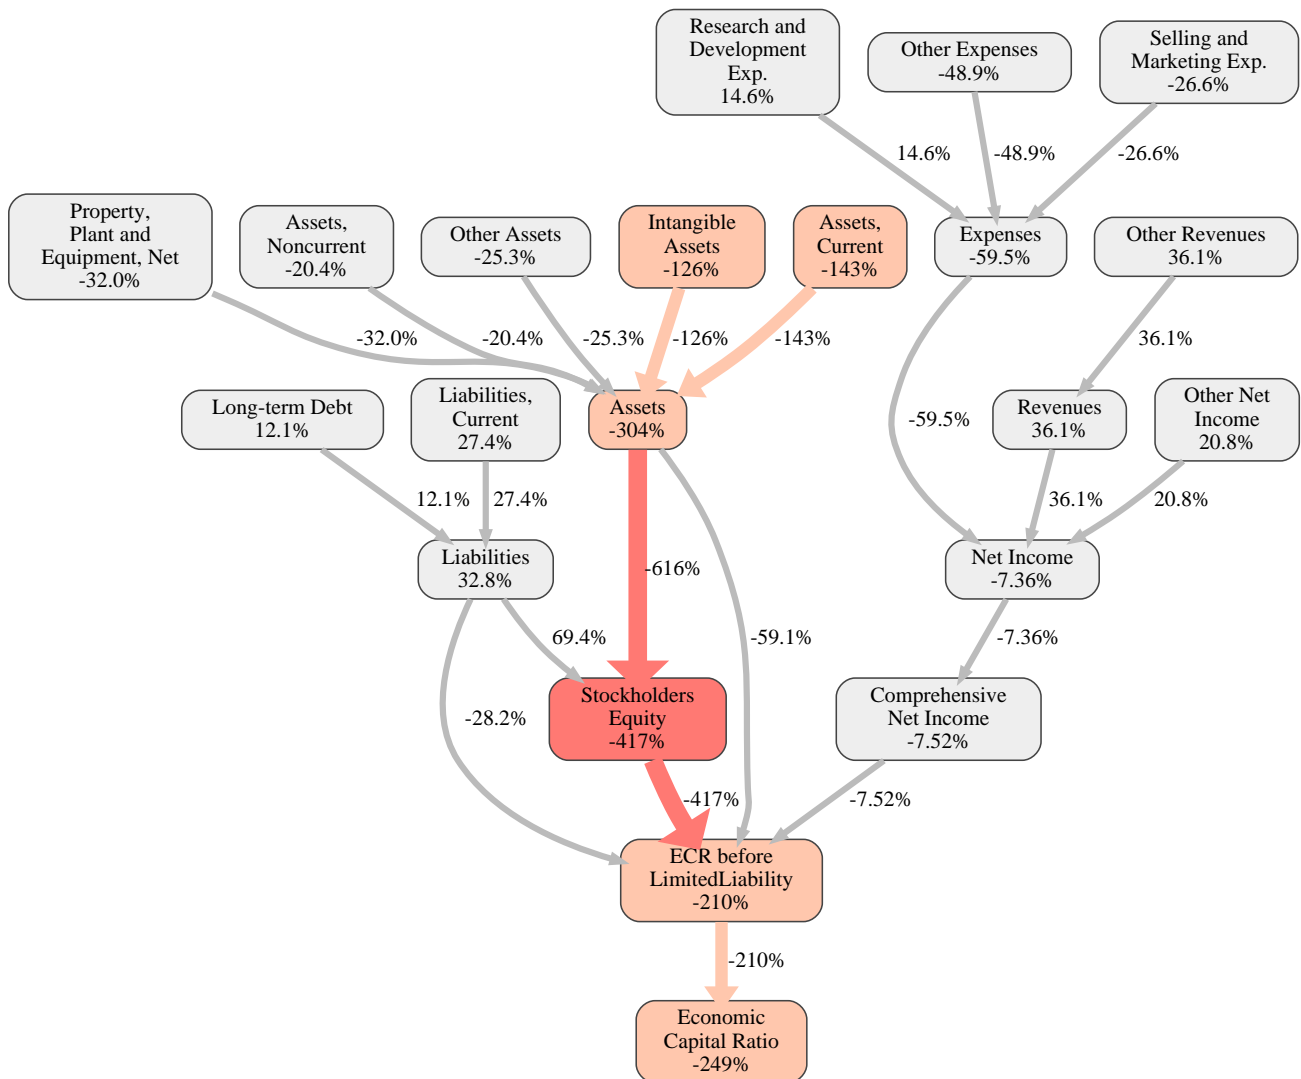 Research and
Development
Exp.
14.6%
Other Expenses
-48.9%
Selling and
Marketing Exp.
-26.6%
14.6%
-48.9%
-26.6%
Property,
Plant and
Equipment, Net
-32.0%
Assets,
Noncurrent
-20.4%
Other Assets
-25.3%
Intangible
Assets
-126%
Assets,
Current
-143%
Expenses
-59.5%
Other Revenues
36.1%
-32.0%
-20.4%
-25.3%
-126%
-143%
36.1%
Long-term Debt
12.1%
Liabilities,
Current
27.4%
Assets
-304%
-59.5%
Revenues
36.1%
Other Net
Income
20.8%
12.1%
27.4%
36.1%
20.8%
Liabilities
32.8%
-616%
Net Income
-7.36%
69.4%
-59.1%
-7.36%
-28.2%
Stockholders
Equity
-417%
Comprehensive
Net Income
-7.52%
-417%
-7.52%
ECR before
LimitedLiability
-210%
-210%
Economic
Capital Ratio
-249%